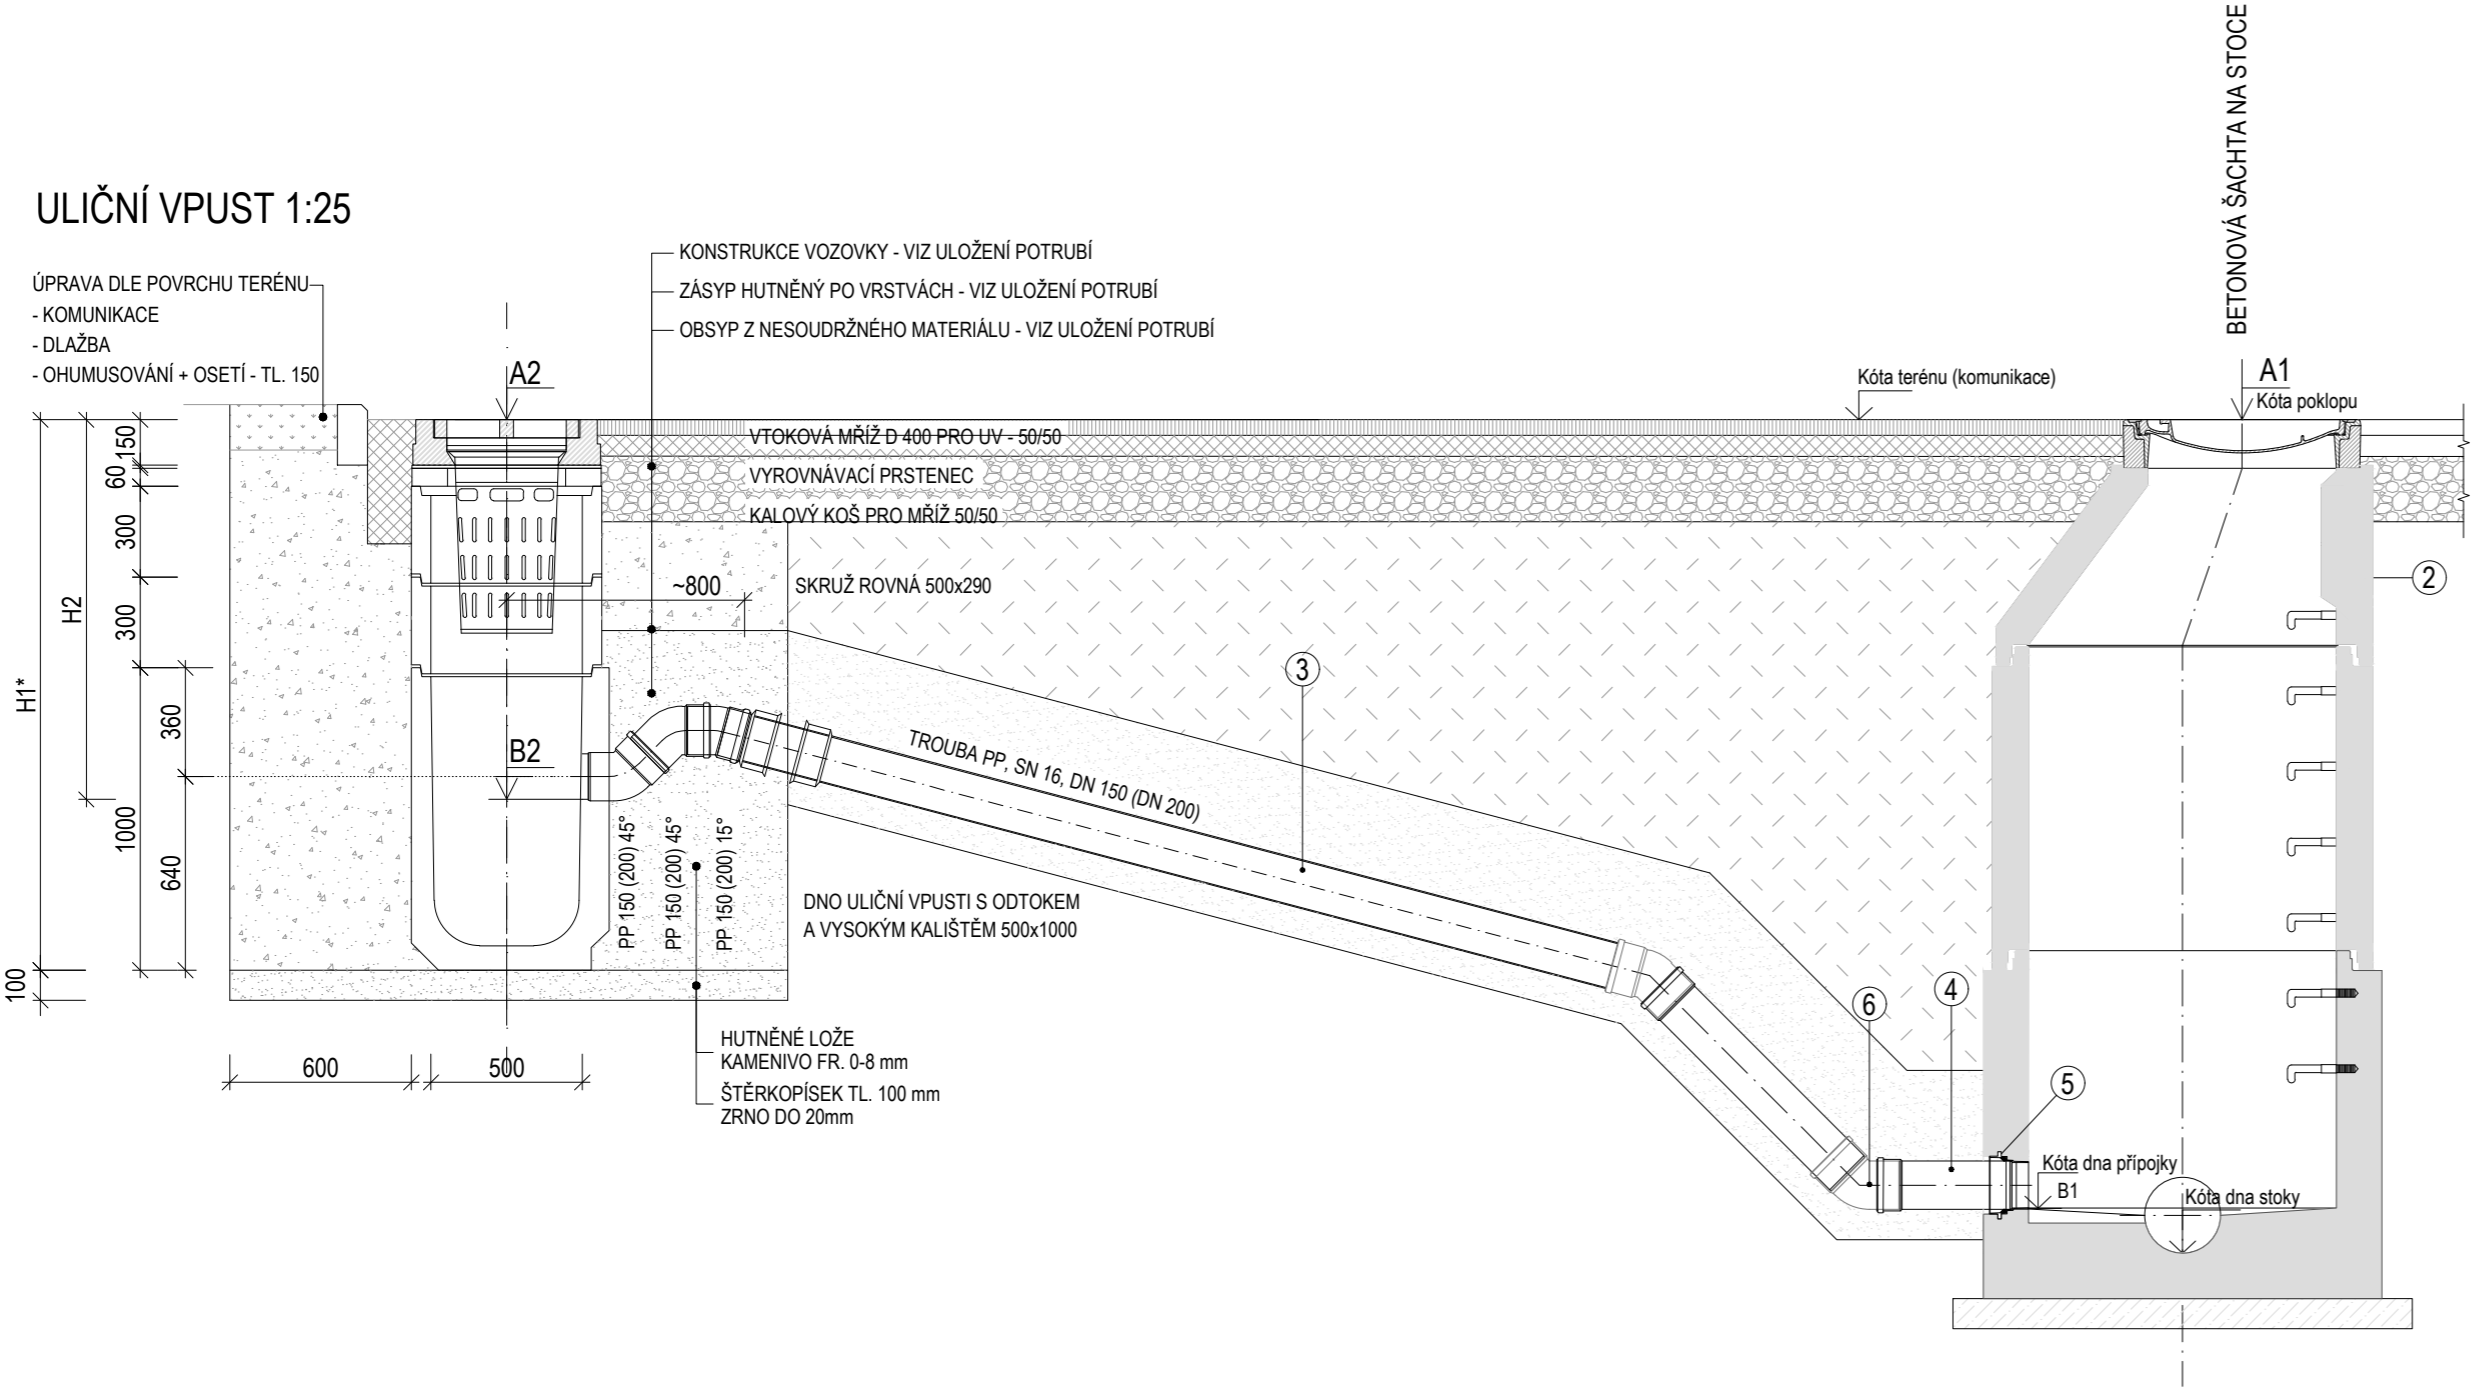 BETONOVÁ ŠACHTA NA STOCE
ULIČNÍ VPUST 1:25
KONSTRUKCE VOZOVKY - VIZ ULOŽENÍ POTRUBÍ
ZÁSYP HUTNĚNÝ PO VRSTVÁCH - VIZ ULOŽENÍ POTRUBÍ
OBSYP Z NESOUDRŽNÉHO MATERIÁLU - VIZ ULOŽENÍ POTRUBÍ
ÚPRAVA DLE POVRCHU TERÉNU
- KOMUNIKACE
- DLAŽBA
- OHUMUSOVÁNÍ + OSETÍ - TL. 150
A2
Kóta terénu (komunikace)
A1
Kóta poklopu
VTOKOVÁ MŘÍŽ D 400 PRO UV - 50/50
VYROVNÁVACÍ PRSTENEC
KALOVÝ KOŠ PRO MŘÍŽ 50/50
~800
SKRUŽ ROVNÁ 500x290
150
60
300
300
H2
H1*
360
1000
640
100
B2
2
3
TROUBA PP, SN 16, DN 150 (DN 200)
PP 150 (200) 45°
PP 150 (200) 45°
PP 150 (200) 15°
DNO ULIČNÍ VPUSTI S ODTOKEM
A VYSOKÝM KALIŠTĚM 500x1000
6
4
5
HUTNĚNÉ LOŽE
KAMENIVO FR. 0-8 mm
ŠTĚRKOPÍSEK TL. 100 mm
ZRNO DO 20mm
600
500
Kóta dna přípojky
B1
Kóta dna stoky